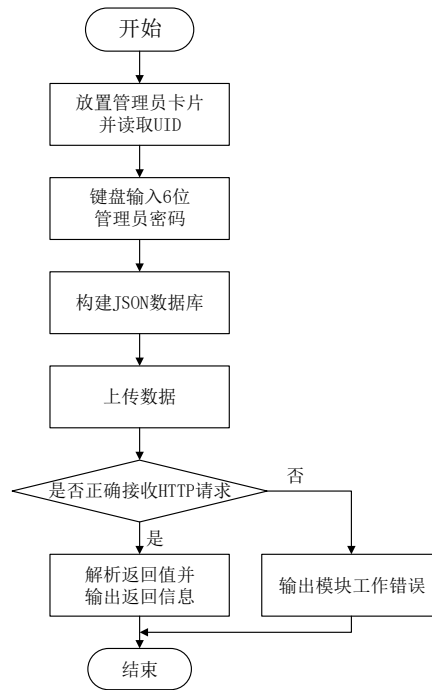 开始
放置管理员卡片
并读取UID
键盘输入6位
管理员密码
构建JSON数据库
上传数据
是否正确接收HTTP请求
否
是
解析返回值并
输出返回信息
输出模块工作错误
结束